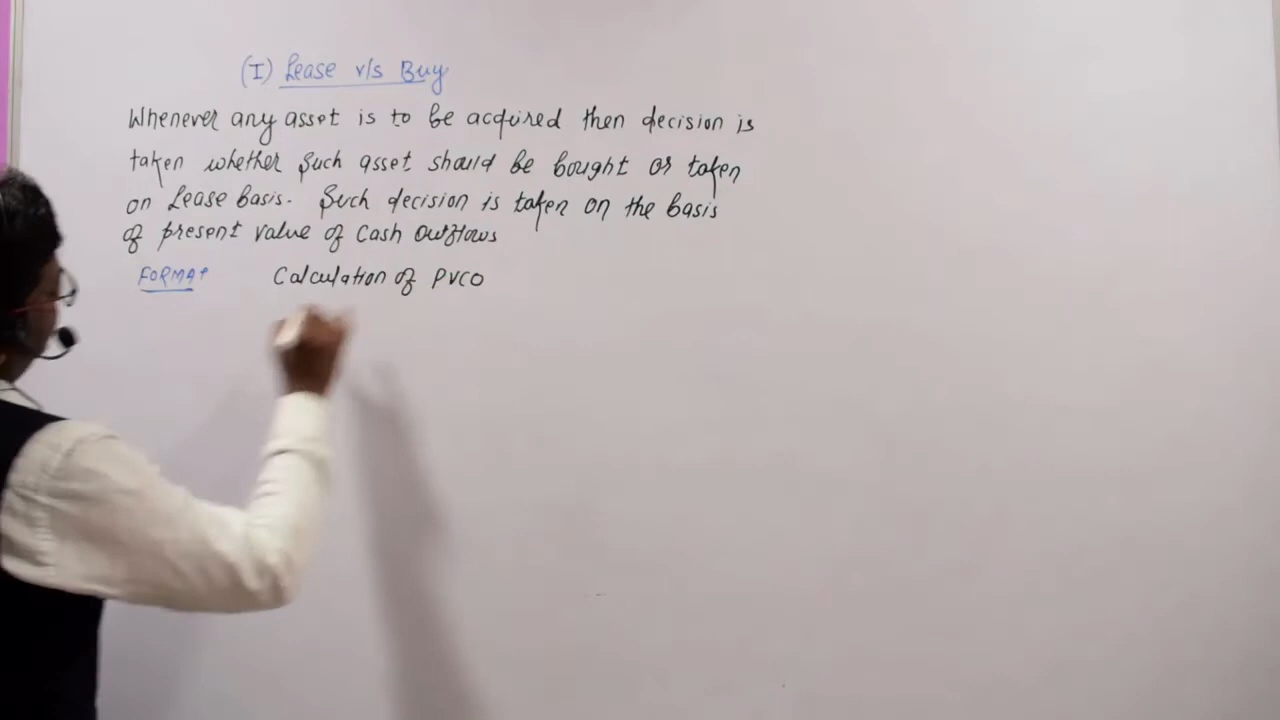 (I) Lease v/s Buy
Whenever any asset is to be acquired then decision is
taken whether such asset should be bought or taken
on Lease Basis. Such decision is taken on the basis
of present value of cash outflows
FORMAT Calculation of PVCO